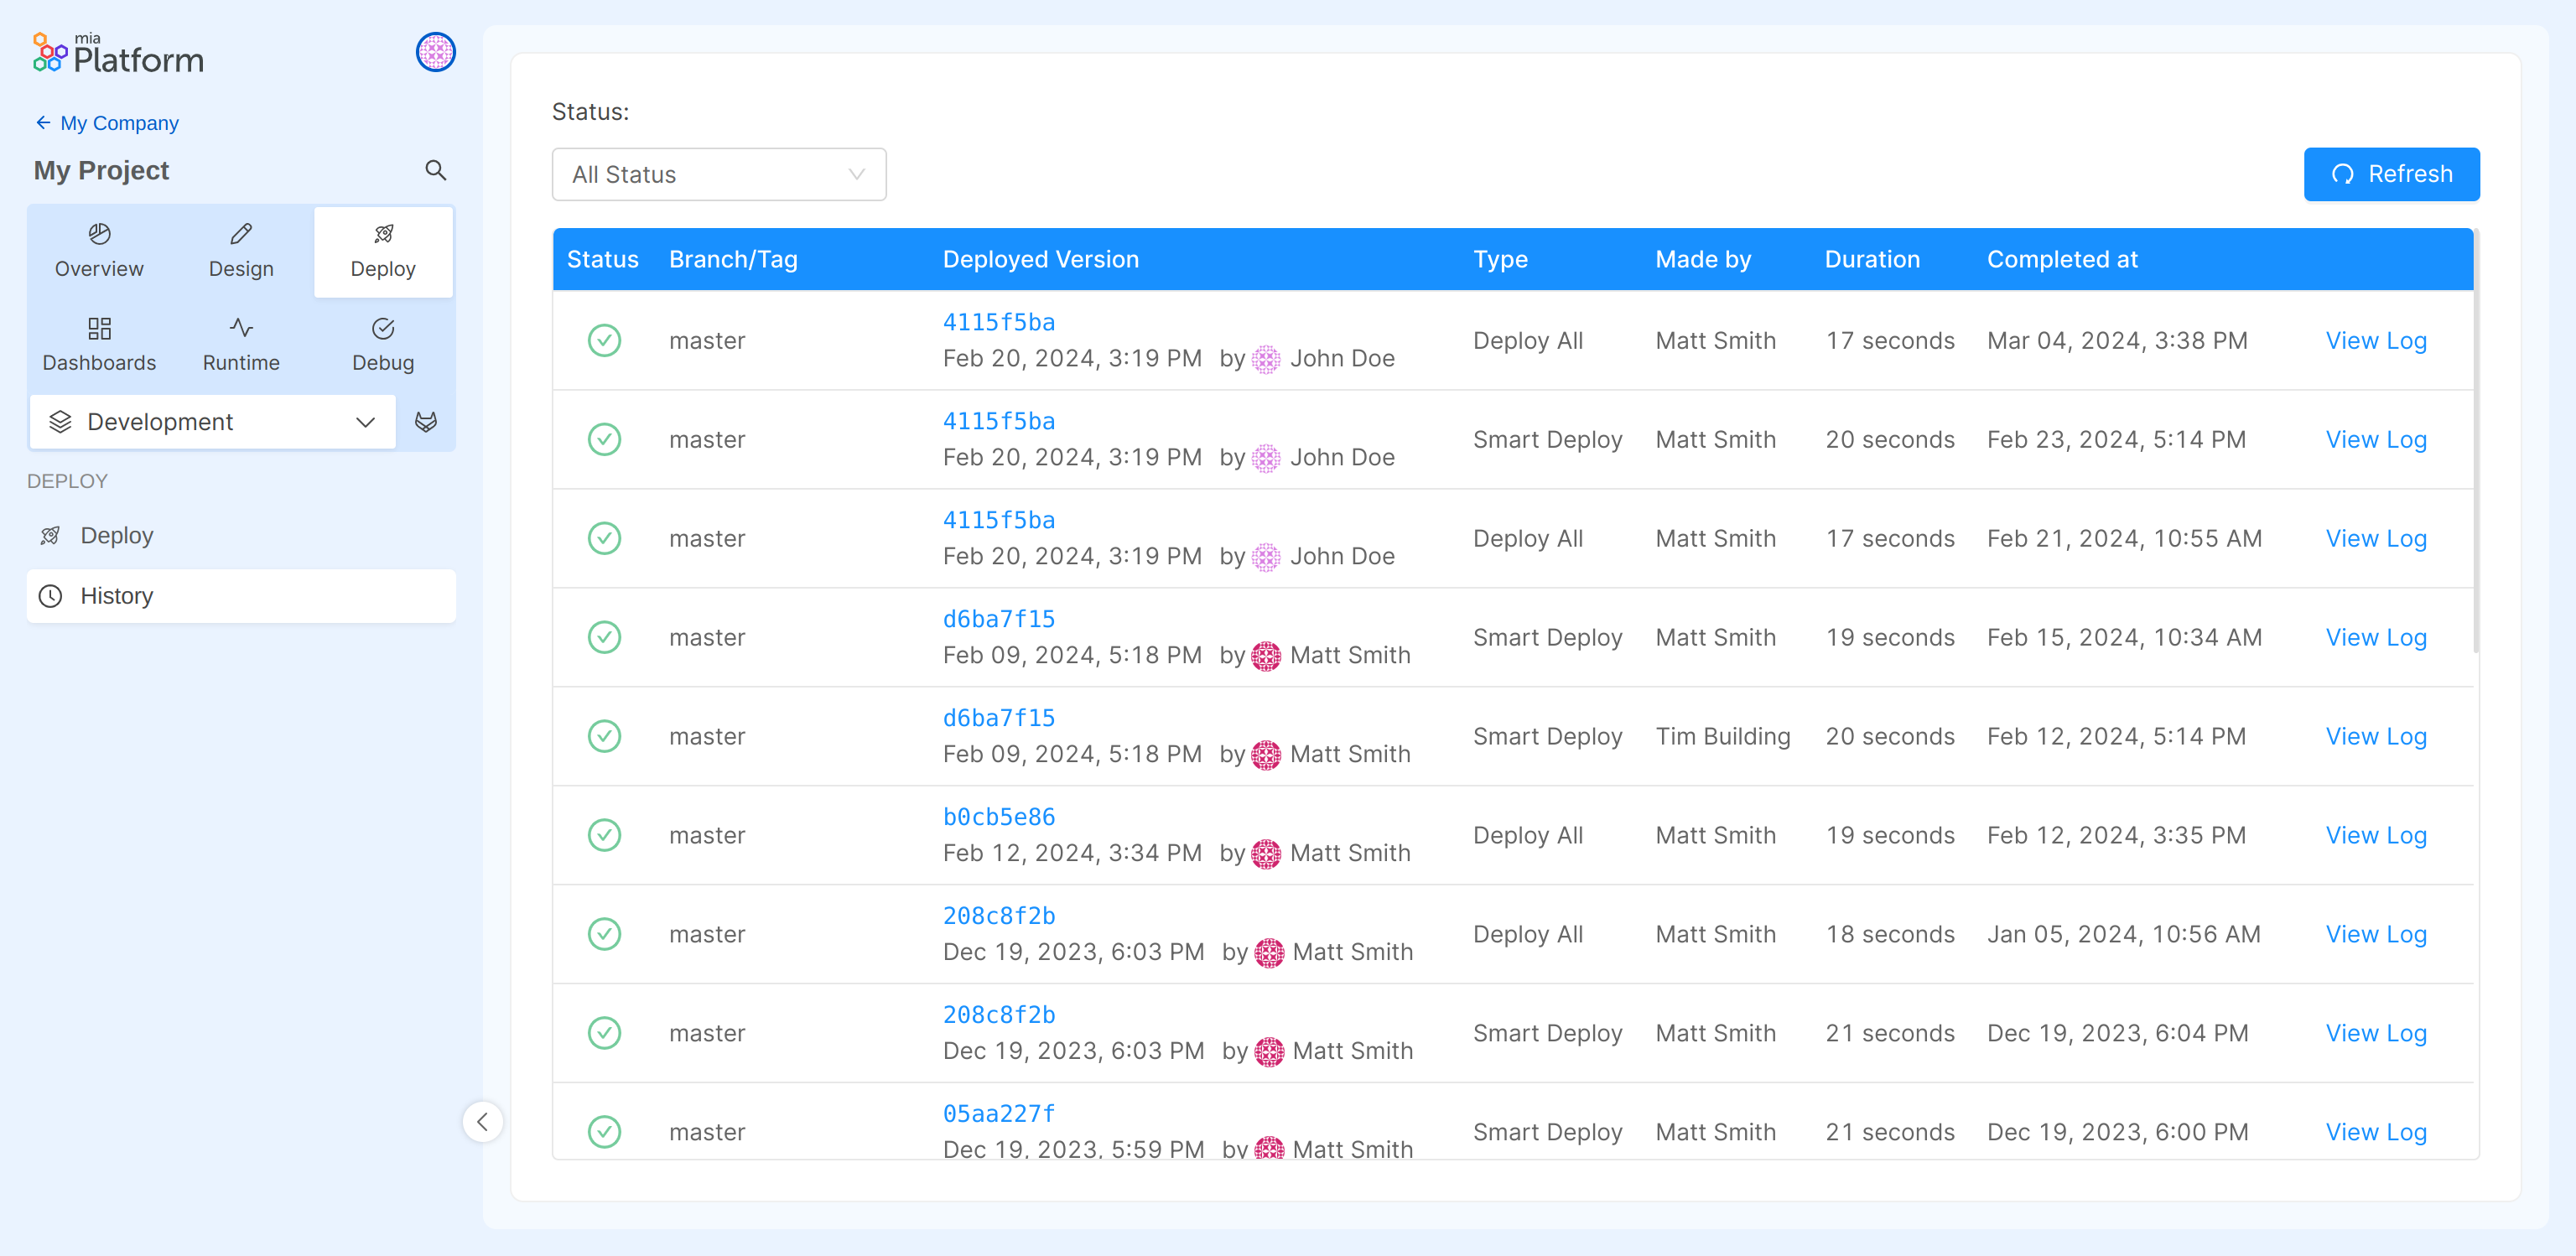 mia
Platform
My Company
My Project
Overview Design Deploy
Dashboards Runtime Debug
Development
DEPLOY
Deploy
History
Status:
All Status
Refresh
Status Branch/Tag Deployed Version Type Made by Duration Completed at
4115f5ba
master Feb 20, 2024, 3:19 PM by John Doe Deploy All Matt Smith 17 seconds Mar 04, 2024, 3:38 PM View Log
4115f5ba
master Feb 20, 2024, 3:19 PM by John Doe Smart Deploy Matt Smith 20 seconds Feb 23, 2024, 5:14 PM View Log
4115f5ba
master Feb 20, 2024, 3:19 PM by John Doe Deploy All Matt Smith 17 seconds Feb 21, 2024, 10:55 AM View Log
d6ba7f15
master Feb 09, 2024, 5:18 PM by Matt Smith Smart Deploy Matt Smith 19 seconds Feb 15, 2024, 10:34 AM View Log
d6ba7f15
master Feb 09, 2024, 5:18 PM by Matt Smith Smart Deploy Tim Building 20 seconds Feb 12, 2024, 5:14 PM View Log
b0cb5e86
master Feb 12, 2024, 3:34 PM by Matt Smith Deploy All Matt Smith 19 seconds Feb 12, 2024, 3:35 PM View Log
208c8f2b
master Dec 19, 2023, 6:03 PM by Matt Smith Deploy All Matt Smith 18 seconds Jan 05, 2024, 10:56 AM View Log
208c8f2b
master Dec 19, 2023, 6:03 PM by Matt Smith Smart Deploy Matt Smith 21 seconds Dec 19, 2023, 6:04 PM View Log
05aa227f
master Dec 19, 2023, 5:59 PM by Matt Smith Smart Deploy Matt Smith 21 seconds Dec 19, 2023, 6:00 PM View Log